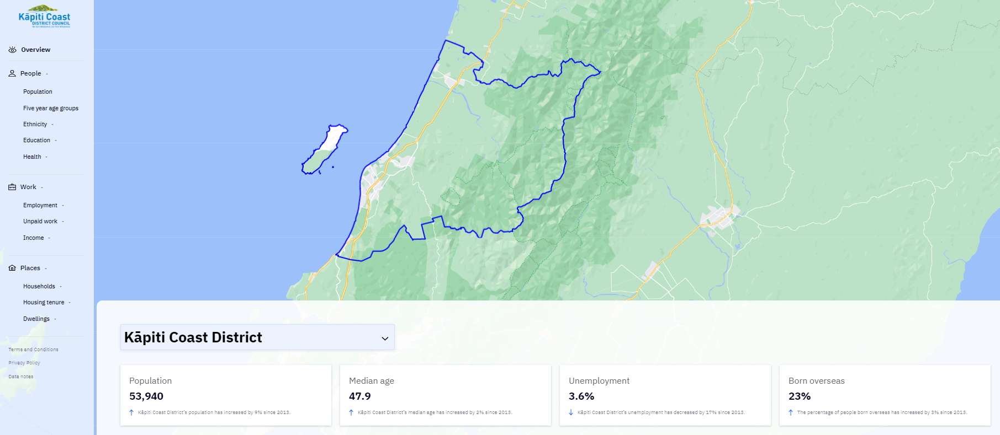 Kāpiti Coast
DISTRICT COUNCIL
Overview
People -
Population
Five year age groups
Ethnicity -
Education -
Health -
Work -
Employment -
Unpaid work -
Income -
Places -
Households -
Housing tenure -
Dwellings -
Terms and Conditions
Privacy Policy
Data notes
Kāpiti Coast District
Population
53,940
Kāpiti Coast District's population has increased by 9% since 2013.
Median age
47.9
Kāpiti Coast District's median age has increased by 2% since 2013.
Unemployment
3.6%
Kāpiti Coast District's unemployment has decreased by 17% since 2013.
Born overseas
23%
The percentage of people born overseas has increased by 3% since 2013.